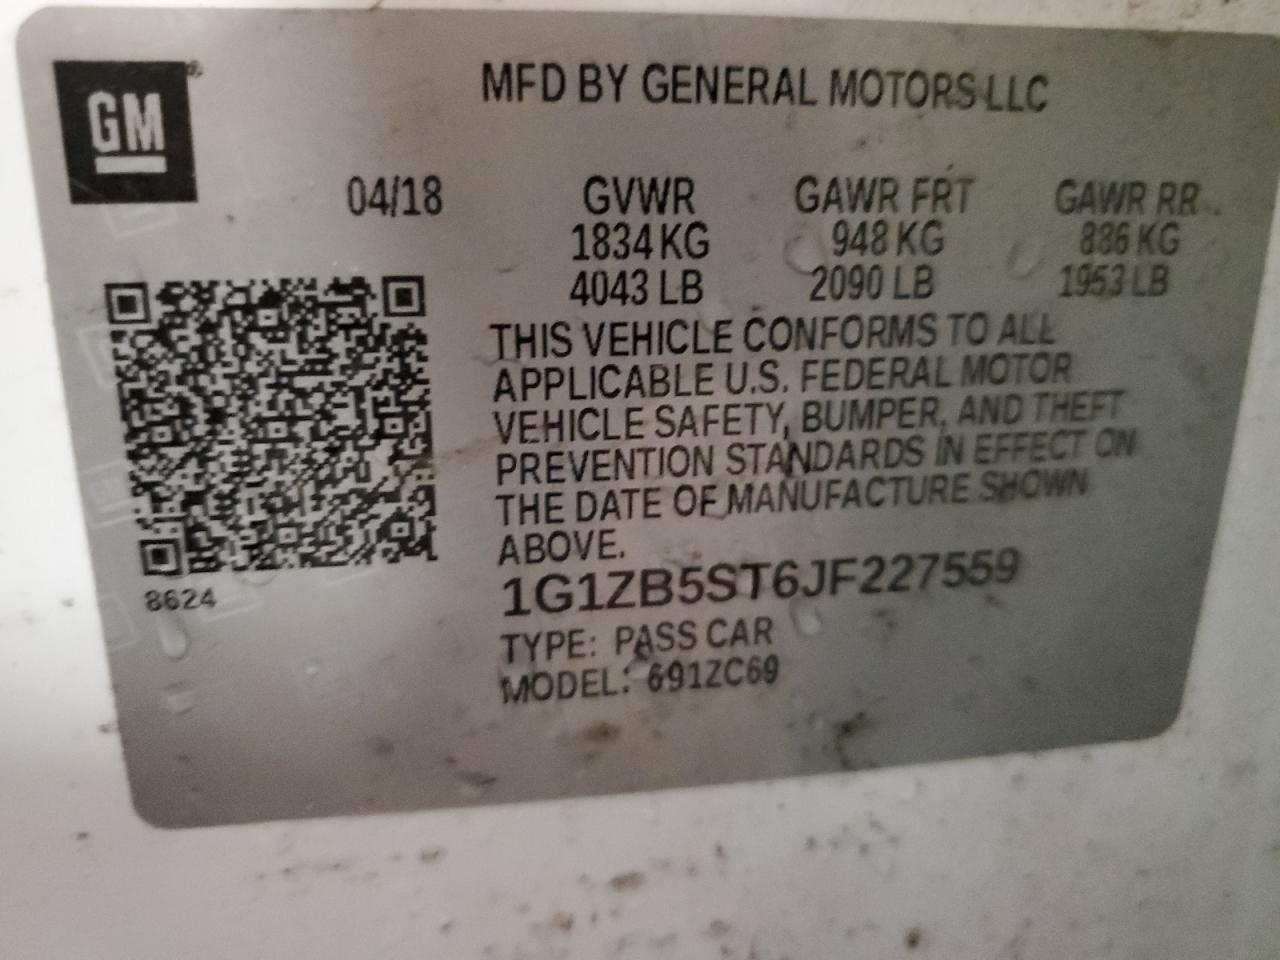 GM
MFD BY GENERAL MOTORS LLC
04/18 GVWR GAWR FRT GAWR RR
1834 KG 948 KG 886 KG
4043 LB 2090 LB 1953 LB
THIS VEHICLE CONFORMS TO ALL
APPLICABLE U.S. FEDERAL MOTOR
VEHICLE SAFETY, BUMPER, AND THEFT
PREVENTION STANDARDS IN EFFECT ON
THE DATE OF MANUFACTURE SHOWN
ABOVE.
8624
1G1ZB5ST6JF227559
TYPE: PASS CAR
MODEL: 691ZC69